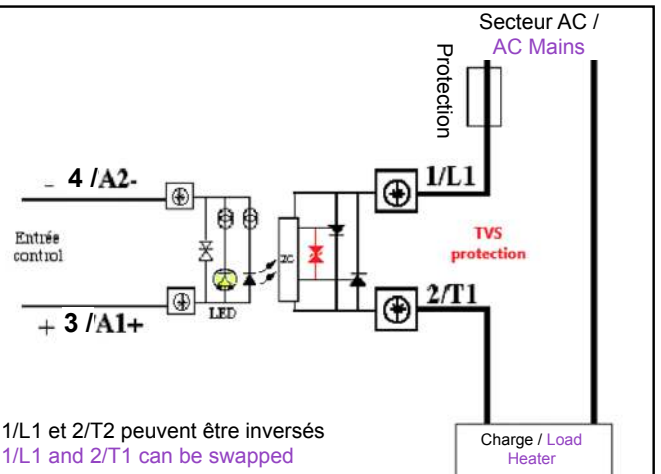 Secteur AC /
AC Mains
Protection
- 4 /A2-
1/L1
Entrée
control
TVS
protection
ZC
LED
+ 3 /A1+
2/T1
1/L1 et 2/T2 peuvent être inversés
1/L1 and 2/T1 can be swapped
Charge / Load
Heater